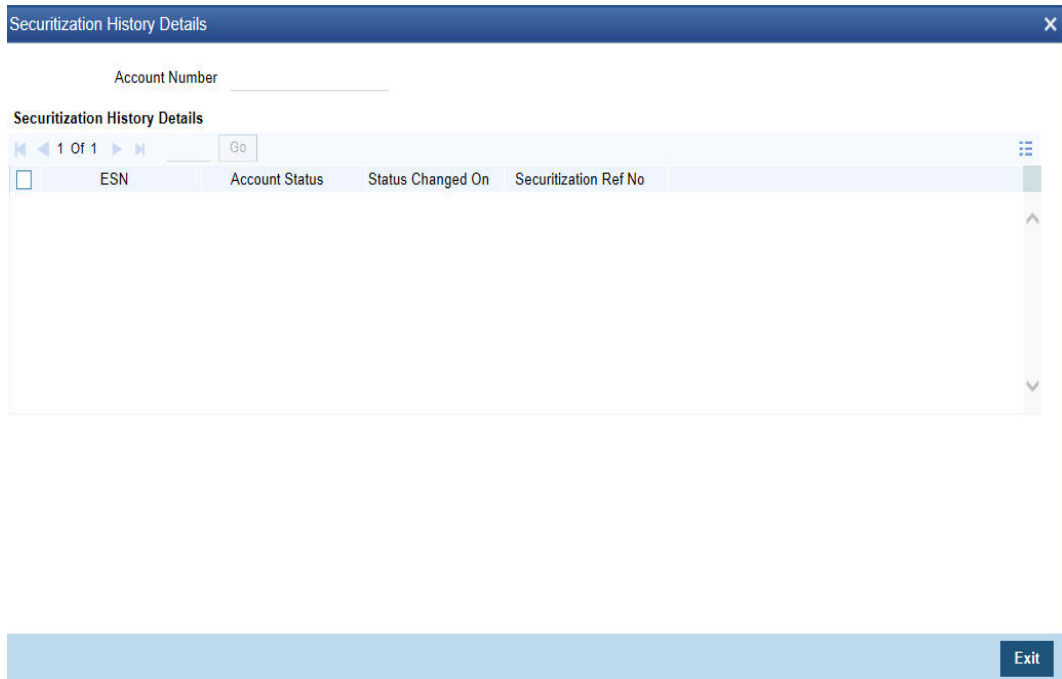 Securitization History Details
Account Number
Securitization History Details
1 Of 1 Go
ESN Account Status Status Changed On Securitization Ref No
Exit